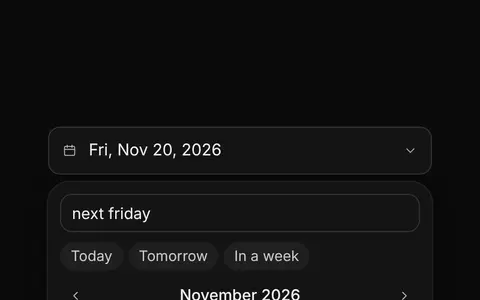 Fri, Nov 20, 2026
next friday
Today Tomorrow In a week
November 2026